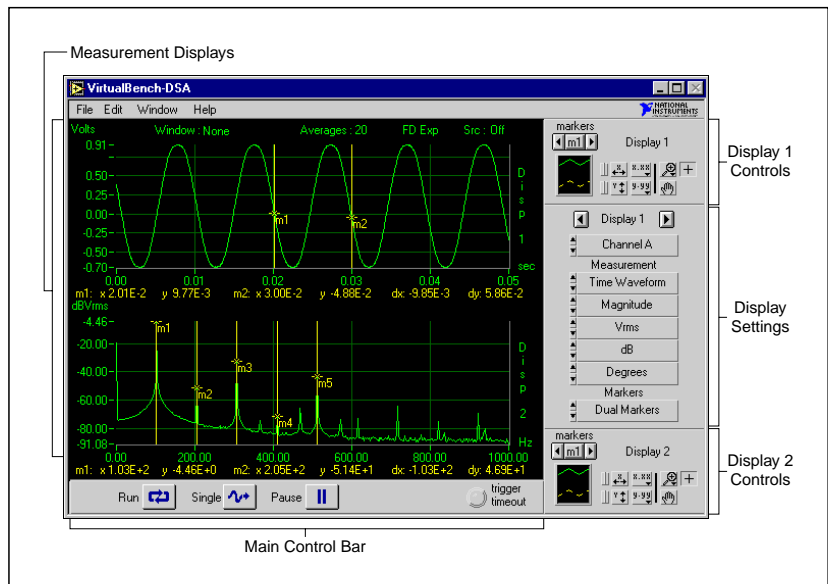 Measurement Displays
VirtualBench-DSA
File Edit Window Help
NATIONAL INSTRUMENTS
Volts Window : None Averages : 20 FD Exp Src : Off
0.91
0.50
0.25
0.00
-0.25
-0.50
-0.70
m1
m2
Disp 1
sec
0.00 0.01 0.02 0.03 0.04 0.05
m1: x 2.01E-2 y 9.77E-3 m2: x 3.00E-2 y -4.88E-2 dx: -9.85E-3 dy: 5.86E-2
dBVrms
-4.46
-20.00
-40.00
-60.00
-80.00
-91.08
m1
m2
m3
m4
m5
Disp 2
Hz
0.00 200.00 400.00 600.00 800.00 1000.00
m1: x 1.03E+2 y -4.46E+0 m2: x 2.05E+2 y -5.14E+1 dx: -1.03E+2 dy: 4.69E+1
Run Single Pause
trigger
timeout
markers
m1 Display 1
x x.xx
Y y.yy
Display 1
Channel A
Measurement
Time Waveform
Magnitude
Vrms
dB
Degrees
Markers
Dual Markers
markers
m1 Display 2
x x.xx
Y y.yy
Display 1
Controls
Display
Settings
Display 2
Controls
Main Control Bar